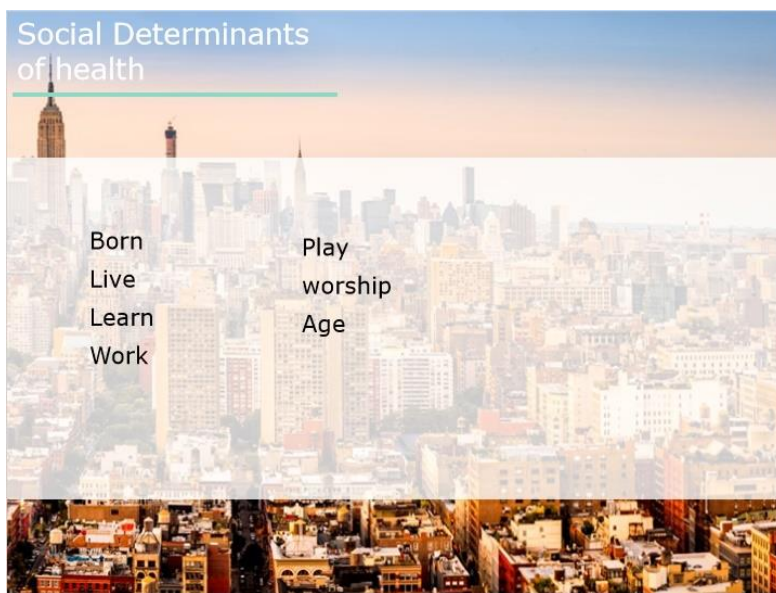 Social Determinants
of health
Born
Live
Learn
Work
Play
worship
Age